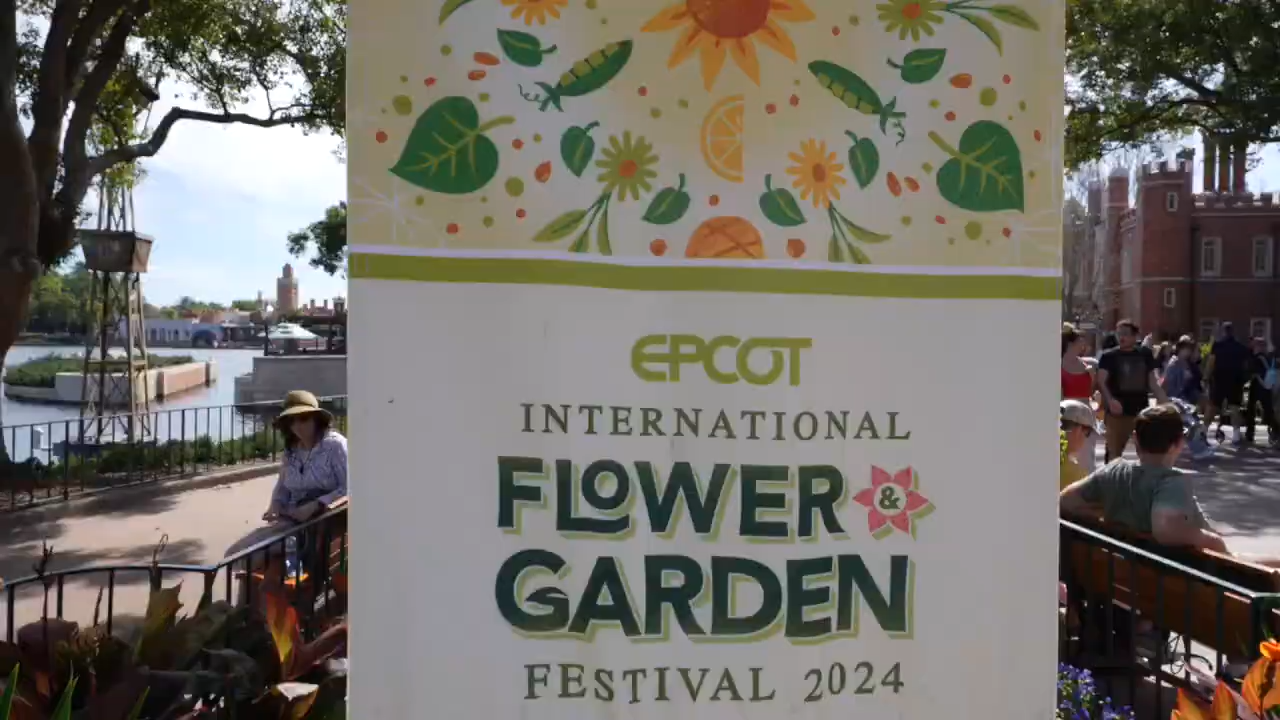 EPCOT
INTERNATIONAL
FLOWER &
GARDEN
FESTIVAL 2024